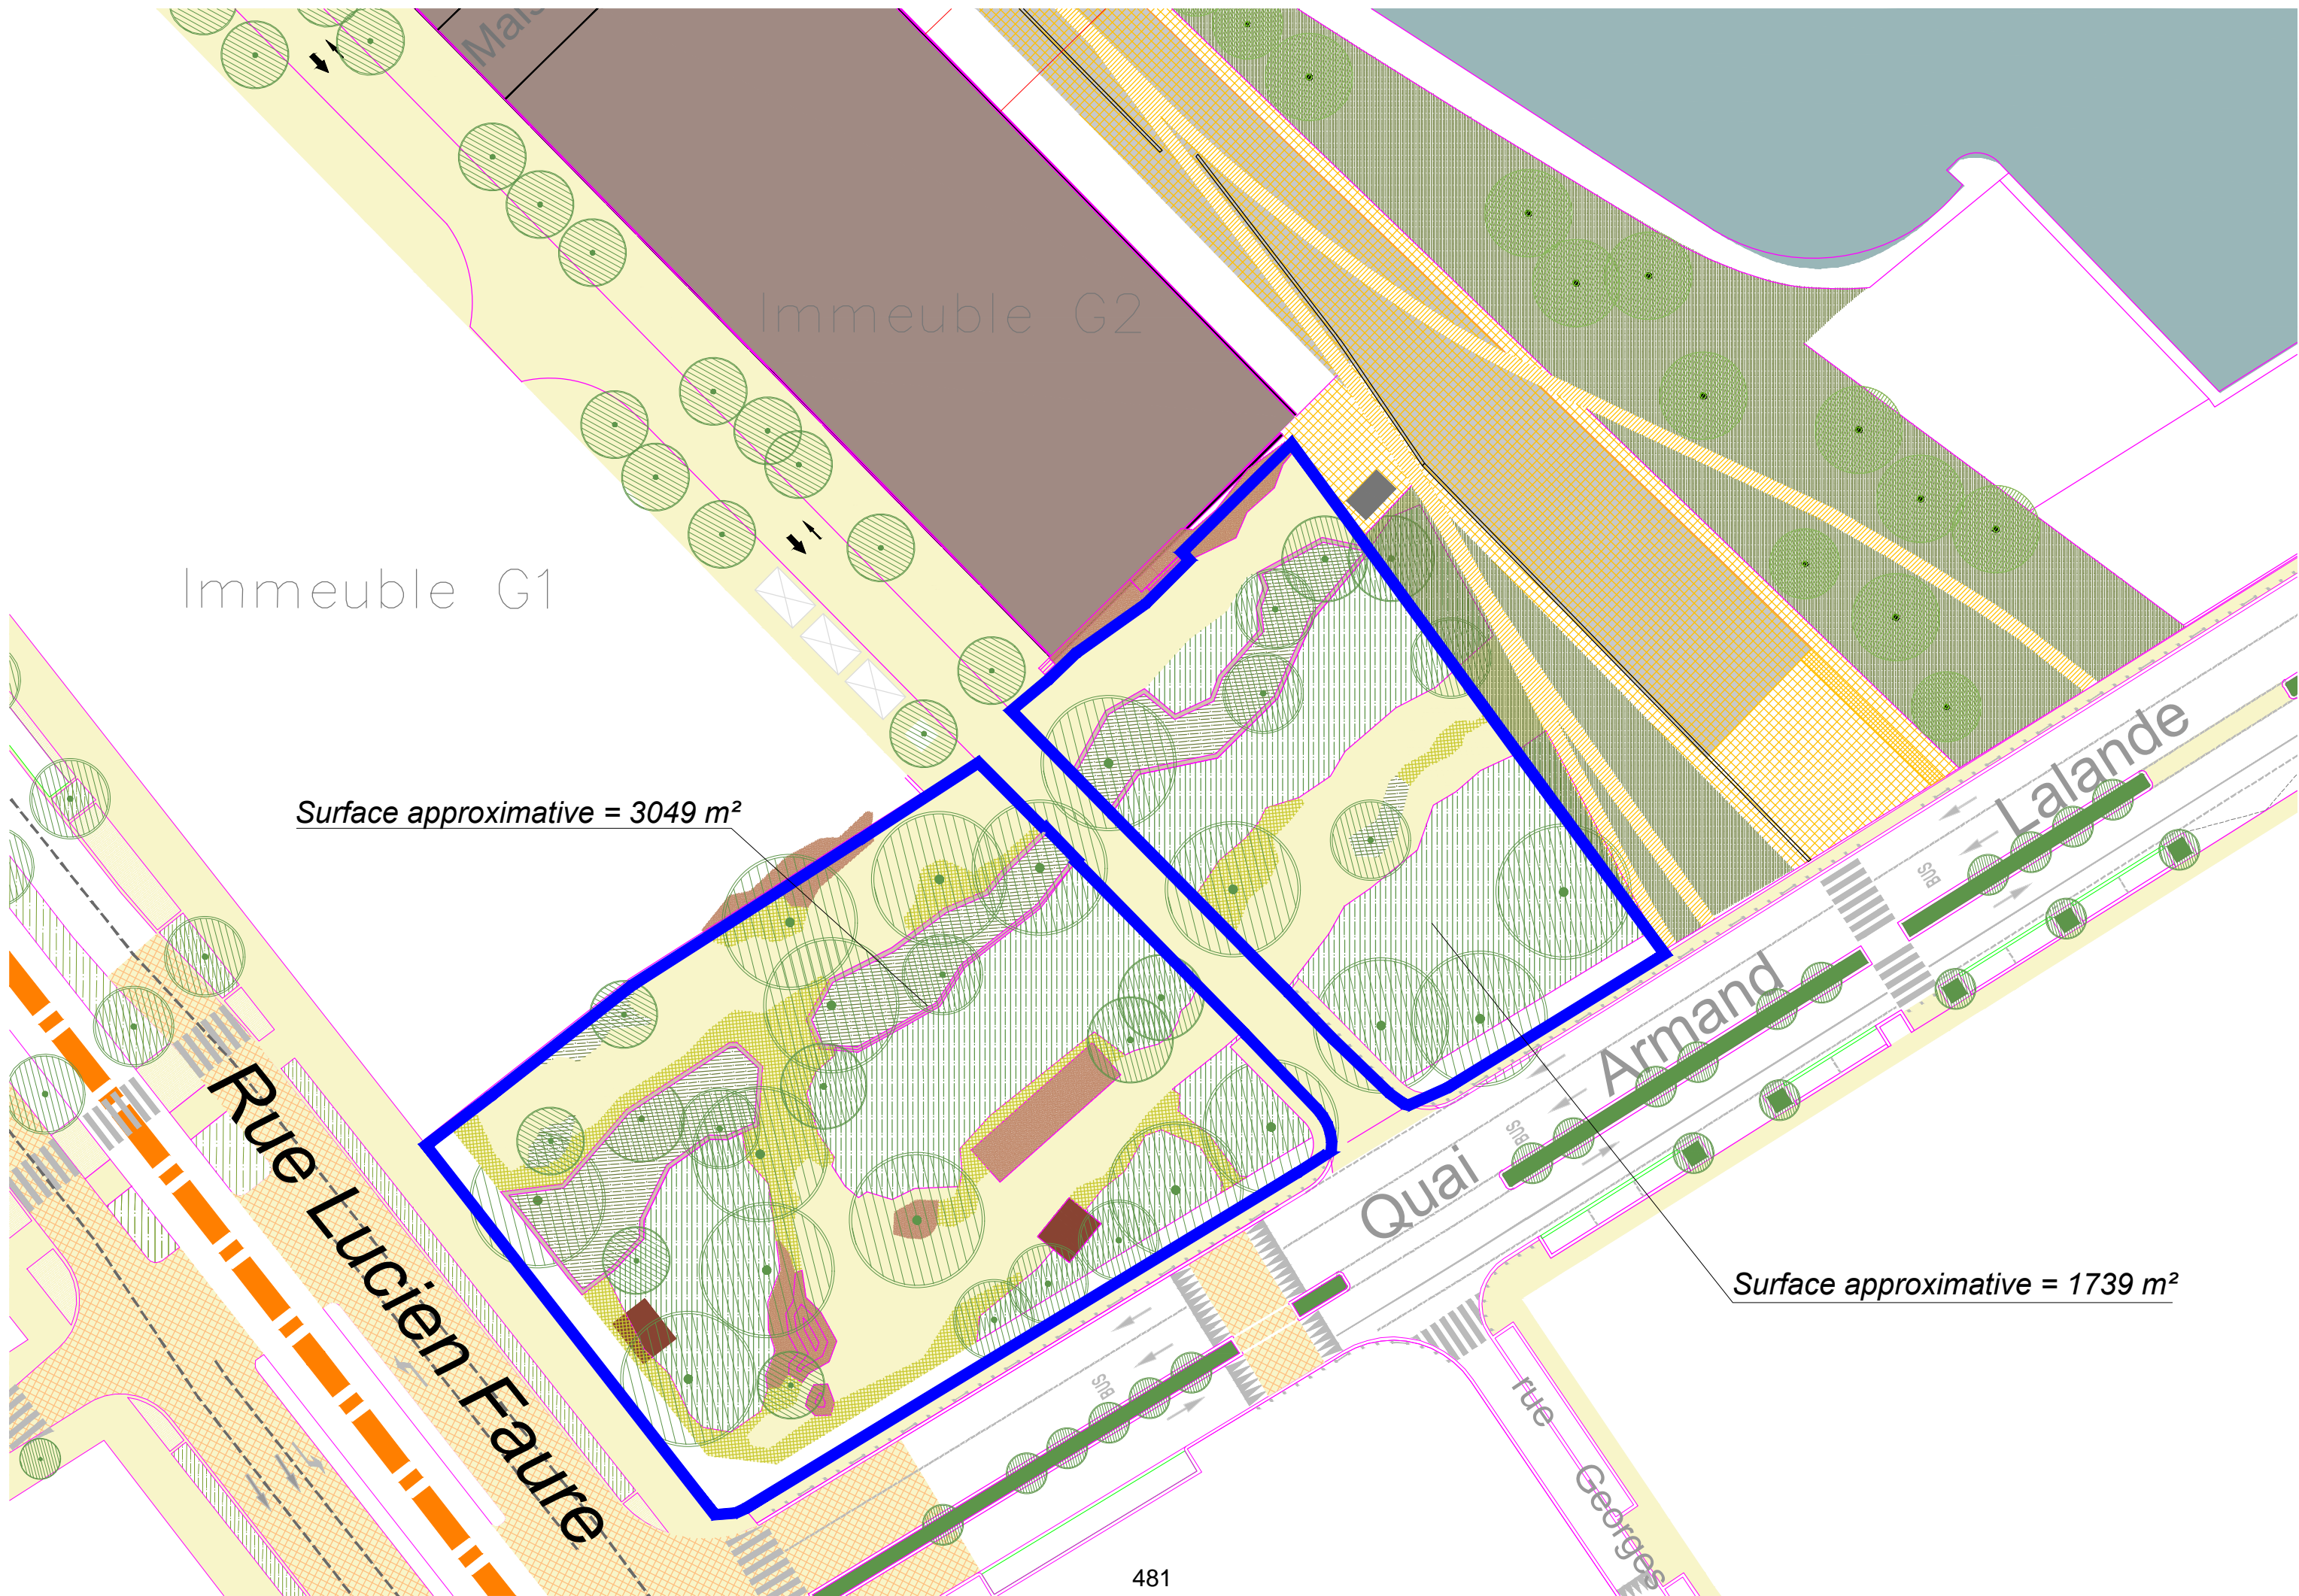 Immeuble G2
Immeuble G1
Surface approximative = 3049 m²
Quai Armand Lalande
BUS
BUS
BUS
Rue Lucien Faure
Surface approximative = 1739 m²
rue Georges
481